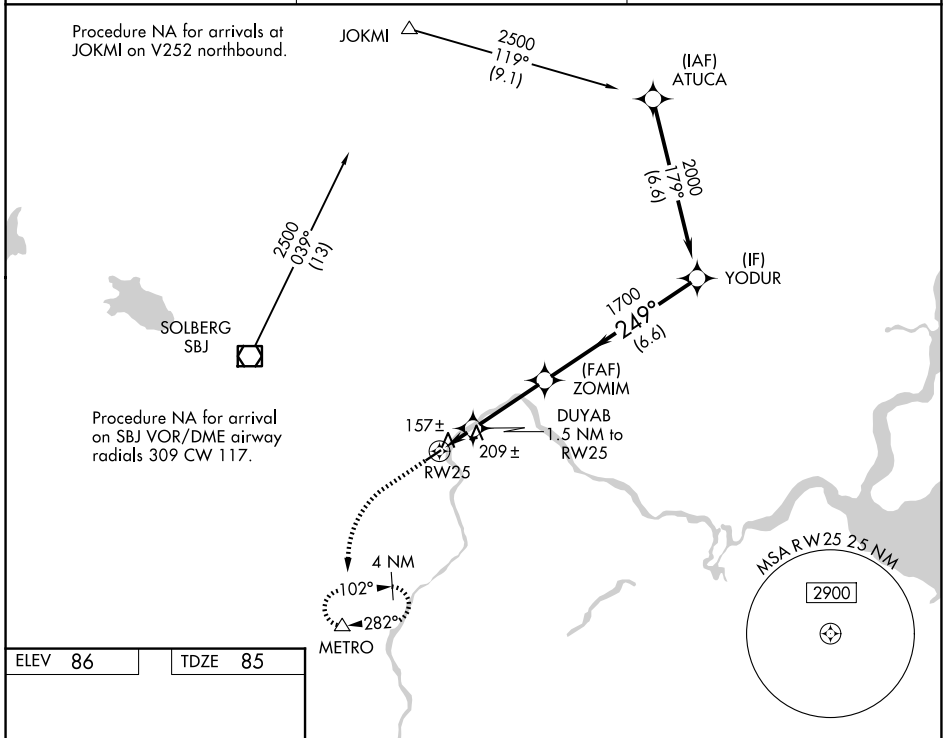 Procedure NA for arrivals at
JOKMI on V252 northbound.
JOKMI
2500
119°
(9.1)
(IAF)
ATUCA
2000
179°
(6.6)
2500
039°
(13)
(IF)
YODUR
SOLBERG
SBJ
1700
249°
(6.6)
(FAF)
ZOMIM
Procedure NA for arrival
on SBJ VOR/DME airway
radials 309 CW 117.
157±
DUYAB
1.5 NM to
RW25
209±
RW25
4 NM
102°
282°
METRO
MSA RW25 25 NM
2900
ELEV 86
TDZE 85